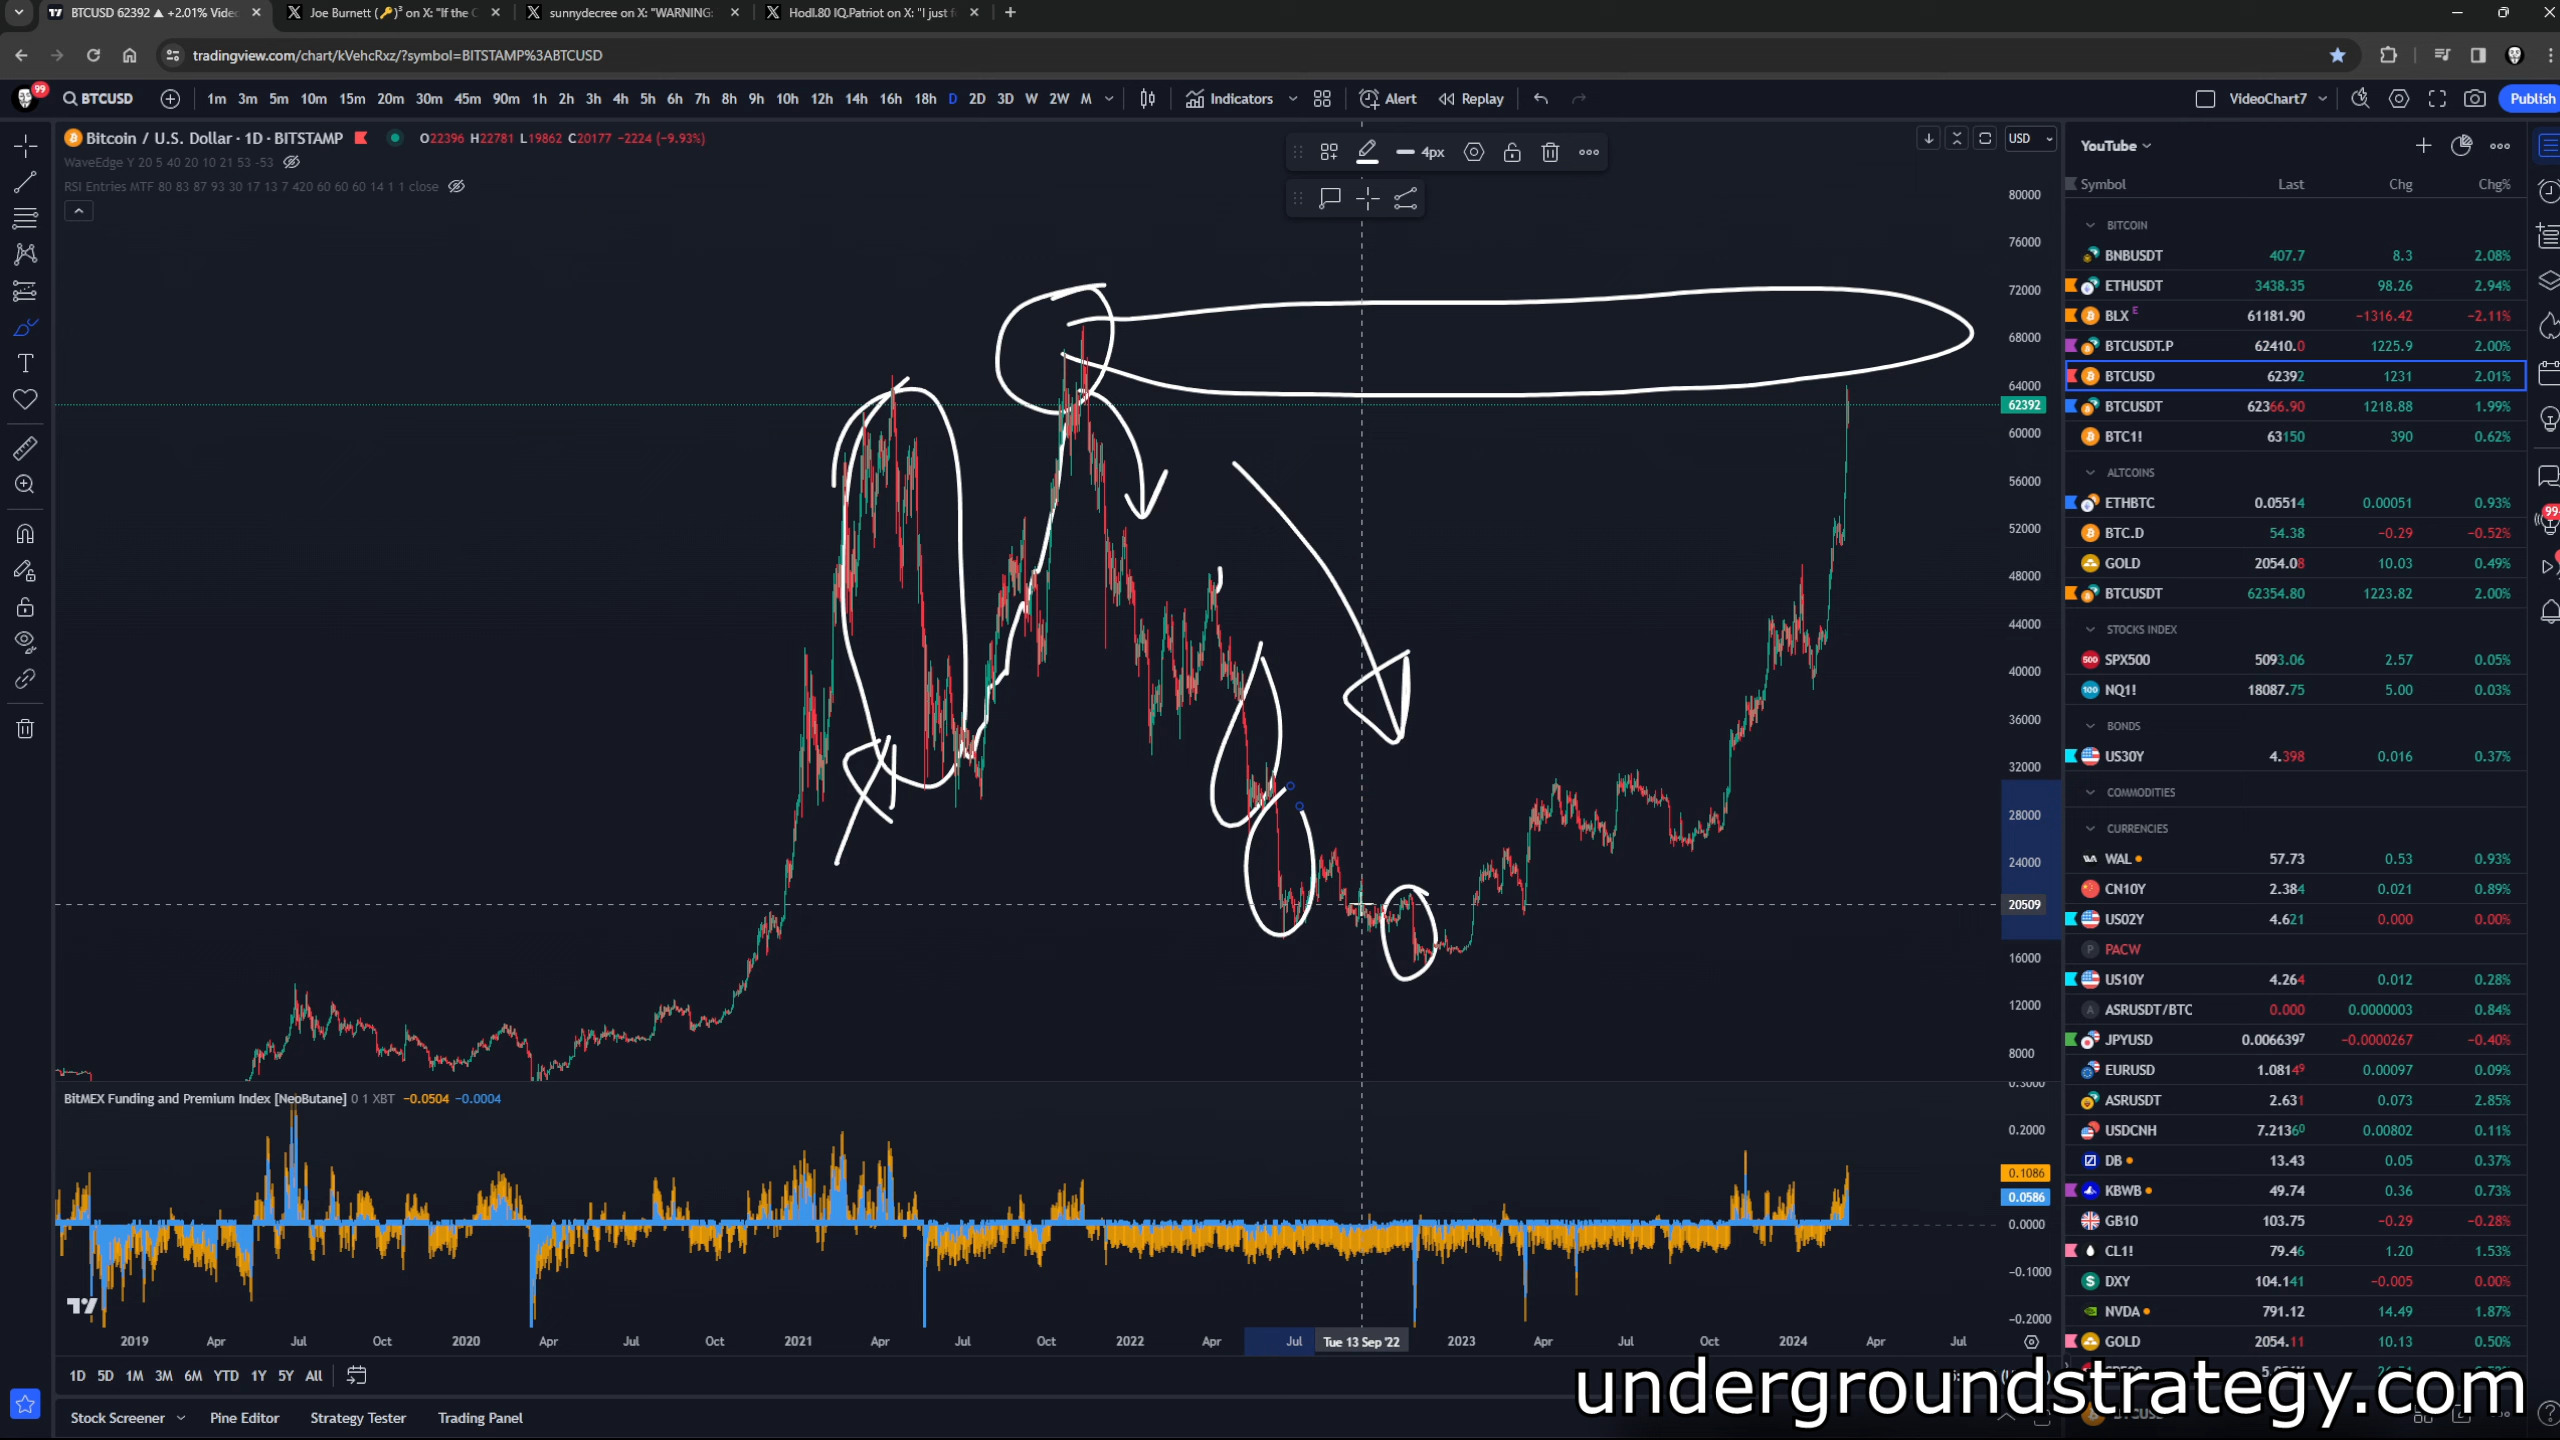 BTCUSD 62392 ▲ +2.01% Vide
Joe Burnett (🔑)³ on X: "If the
sunnydecree on X: "WARNING:
Hodl.80 IQ.Patriot on X: "I just
tradingview.com/chart/kVehcRxz/?symbol=BITSTAMP%3ABTCUSD
99
BTCUSD
1m 3m 5m 10m 15m 20m 30m 45m 90m 1h 2h 3h 4h 5h 6h 7h 8h 9h 10h 12h 14h 16h 18h D 2D 3D W 2W M
Indicators
Alert
Replay
VideoChart7
Publish
Bitcoin / U.S. Dollar · 1D · BITSTAMP
O22396 H22781 L19862 C20177 −2224 (−9.93%)
WaveEdge Y 20 5 40 20 10 21 53 -53
RSI Entries MTF 80 83 87 93 30 17 13 7 420 60 60 60 14 1 1 close
4px
USD
80000
76000
72000
68000
64000
62392
60000
56000
52000
48000
44000
40000
36000
32000
28000
24000
20509
16000
12000
8000
BitMEX Funding and Premium Index [NeoButane] 0 1 XBT −0.0504 −0.0004
0.3000
0.2000
0.1086
0.0586
0.0000
−0.1000
−0.2000
2019 Apr Jul Oct 2020 Apr Jul Oct 2021 Apr Jul Oct 2022 Apr Jul Tue 13 Sep '22 2023 Apr Jul Oct 2024 Apr Jul
1D 5D 1M 3M 6M YTD 1Y 5Y All
Stock Screener Pine Editor Strategy Tester Trading Panel
YouTube
Symbol Last Chg Chg%
BITCOIN
BNBUSDT 407.7 8.3 2.08%
ETHUSDT 3438.35 98.26 2.94%
BLX E 61181.90 −1316.42 −2.11%
BTCUSDT.P 62410.0 1225.9 2.00%
BTCUSD 62392 1231 2.01%
BTCUSDT 62366.90 1218.88 1.99%
BTC1! 63150 390 0.62%
ALTCOINS
ETHBTC 0.05514 0.00051 0.93%
BTC.D 54.38 −0.29 −0.52%
GOLD 2054.08 10.03 0.49%
BTCUSDT 62354.80 1223.82 2.00%
STOCKS INDEX
500 SPX500 5093.06 2.57 0.05%
100 NQ1! 18087.75 5.00 0.03%
BONDS
US30Y 4.398 0.016 0.37%
COMMODITIES
CURRENCIES
WAL 57.73 0.53 0.93%
CN10Y 2.384 0.021 0.89%
US02Y 4.621 0.000 0.00%
P PACW
US10Y 4.264 0.012 0.28%
A ASRUSDT/BTC 0.000 0.0000003 0.84%
JPYUSD 0.0066397 −0.0000267 −0.40%
EURUSD 1.08149 0.00097 0.09%
ASRUSDT 2.631 0.073 2.85%
USDCNH 7.21360 0.00802 0.11%
DB 13.43 0.05 0.37%
KBWB 49.74 0.36 0.73%
GB10 103.75 −0.29 −0.28%
CL1! 79.46 1.20 1.53%
DXY 104.141 −0.005 0.00%
NVDA 791.12 14.49 1.87%
GOLD 2054.11 10.13 0.50%
undergroundstrategy.com
BTCUSD
99